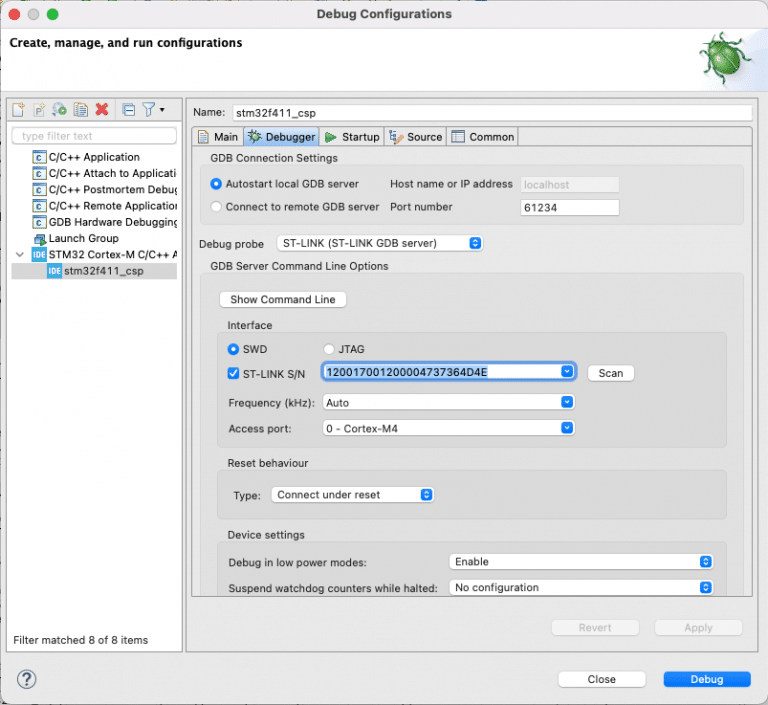 Debug Configurations
Create, manage, and run configurations
type filter text
C/C++ Application
C/C++ Attach to Applicati
C/C++ Postmortem Debug
C/C++ Remote Application
GDB Hardware Debugging
Launch Group
IDE STM32 Cortex-M C/C++ A
IDE stm32f411_csp
Filter matched 8 of 8 items
Name: stm32f411_csp
Main Debugger Startup Source Common
GDB Connection Settings
Autostart local GDB server Host name or IP address localhost
Connect to remote GDB server Port number 61234
Debug probe ST-LINK (ST-LINK GDB server)
GDB Server Command Line Options
Show Command Line
Interface
SWD JTAG
ST-LINK S/N 120017001200004737364D4E Scan
Frequency (kHz): Auto
Access port: 0 - Cortex-M4
Reset behaviour
Type: Connect under reset
Device settings
Debug in low power modes: Enable
Suspend watchdog counters while halted: No configuration
Revert Apply
? Close Debug